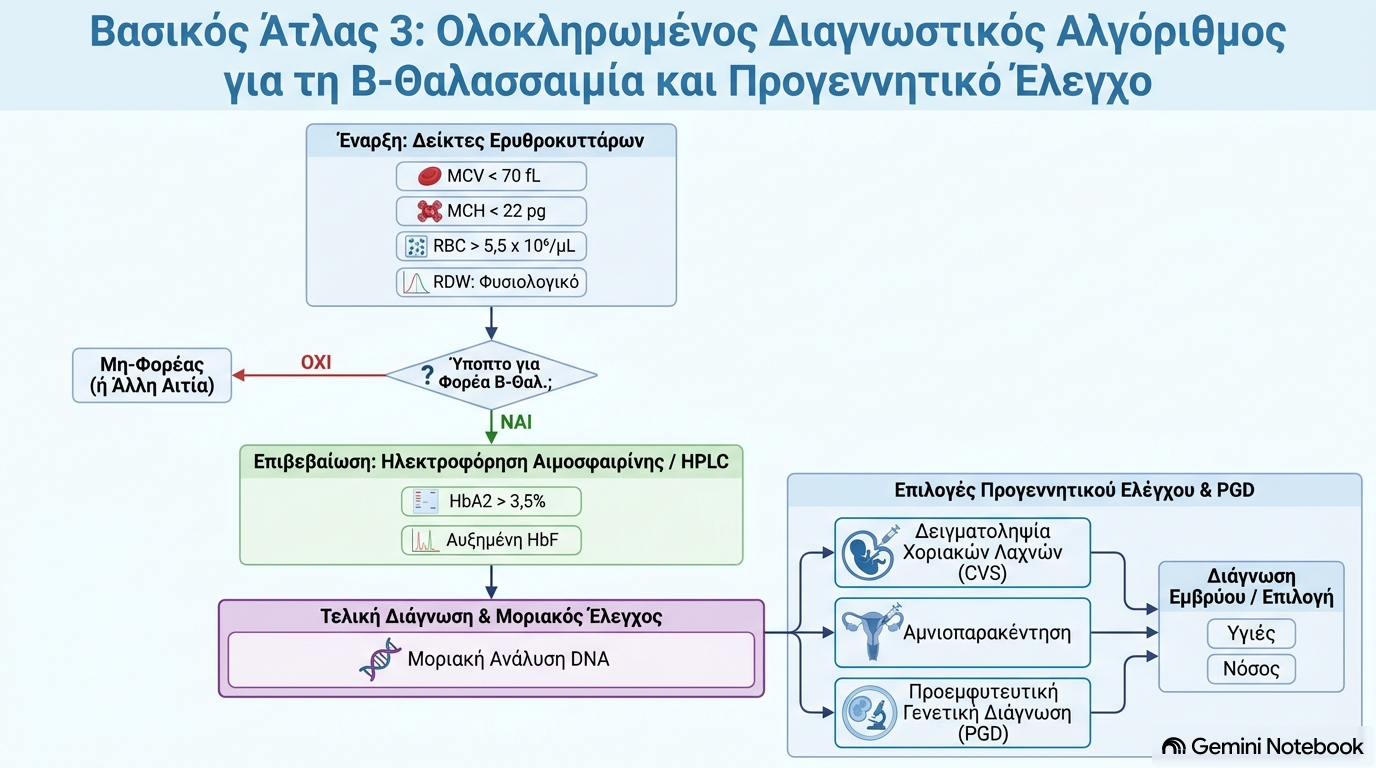 Βασικός Άτλας 3: Ολοκληρωμένος Διαγνωστικός Αλγόριθμος
για τη Β-Θαλασσαιμία και Προγεννητικό Έλεγχο
Έναρξη: Δείκτες Ερυθροκυττάρων
MCV < 70 fL
MCH < 22 pg
RBC > 5,5 x 10⁶/μL
RDW: Φυσιολογικό
? Ύποπτο για
Φορέα Β-Θαλ.;
ΟΧΙ
Μη-Φορέας
(ή Άλλη Αιτία)
ΝΑΙ
Επιβεβαίωση: Ηλεκτροφόρηση Αιμοσφαιρίνης / HPLC
HbA2 > 3,5%
Αυξημένη HbF
Τελική Διάγνωση & Μοριακός Έλεγχος
Μοριακή Ανάλυση DNA
Επιλογές Προγεννητικού Ελέγχου & PGD
Δειγματοληψία
Χοριακών Λαχνών
(CVS)
Αμνιοπαρακέντηση
Προεμφυτευτική
Γενετική Διάγνωση
(PGD)
Διάγνωση
Εμβρύου / Επιλογή
Υγιές
Νόσος
Gemini Notebook